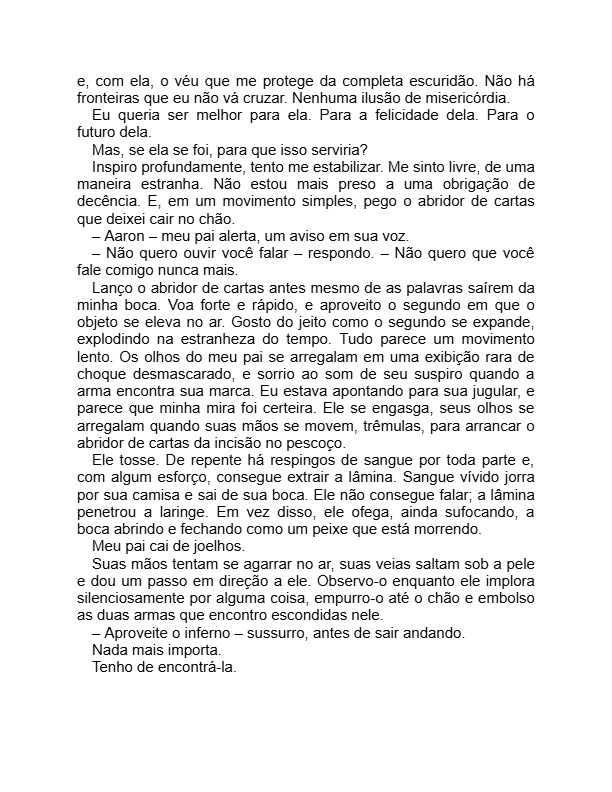 e, com ela, o véu que me protege da completa escuridão. Não há
fronteiras que eu não vá cruzar. Nenhuma ilusão de misericórdia.
Eu queria ser melhor para ela. Para a felicidade dela. Para o
futuro dela.
Mas, se ela se foi, para que isso serviria?
Inspiro profundamente, tento me estabilizar. Me sinto livre, de uma
maneira estranha. Não estou mais preso a uma obrigação de
decência. E, em um movimento simples, pego o abridor de cartas
que deixei cair no chão.
– Aaron – meu pai alerta, um aviso em sua voz.
– Não quero ouvir você falar – respondo. – Não quero que você
fale comigo nunca mais.
Lanço o abridor de cartas antes mesmo de as palavras saírem da
minha boca. Voa forte e rápido, e aproveito o segundo em que o
objeto se eleva no ar. Gosto do jeito como o segundo se expande,
explodindo na estranheza do tempo. Tudo parece um movimento
lento. Os olhos do meu pai se arregalam em uma exibição rara de
choque desmascarado, e sorrio ao som de seu suspiro quando a
arma encontra sua marca. Eu estava apontando para sua jugular, e
parece que minha mira foi certeira. Ele se engasga, seus olhos se
arregalam quando suas mãos se movem, trêmulas, para arrancar o
abridor de cartas da incisão no pescoço.
Ele tosse. De repente há respingos de sangue por toda parte e,
com algum esforço, consegue extrair a lâmina. Sangue vívido jorra
por sua camisa e sai de sua boca. Ele não consegue falar; a lâmina
penetrou a laringe. Em vez disso, ele ofega, ainda sufocando, a
boca abrindo e fechando como um peixe que está morrendo.
Meu pai cai de joelhos.
Suas mãos tentam se agarrar no ar, suas veias saltam sob a pele
e dou um passo em direção a ele. Observo-o enquanto ele implora
silenciosamente por alguma coisa, empurro-o até o chão e embolso
as duas armas que encontro escondidas nele.
– Aproveite o inferno – sussurro, antes de sair andando.
Nada mais importa.
Tenho de encontrá-la.